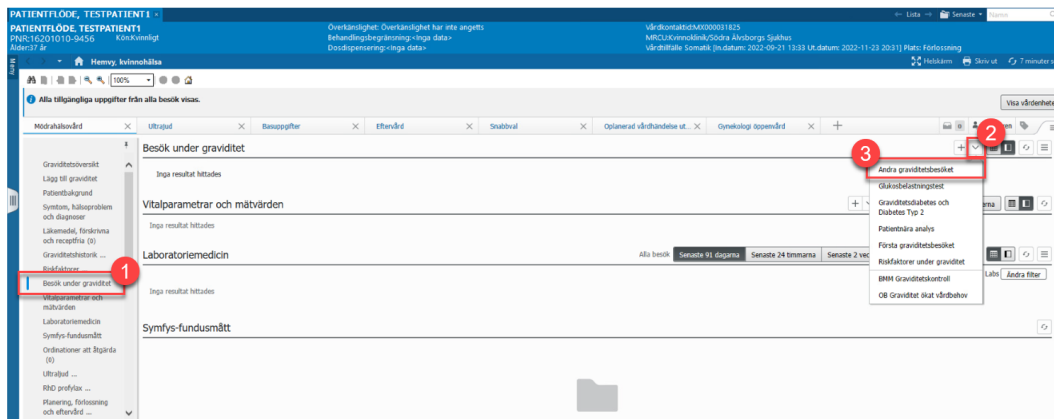 PATIENTFLÖDE, TESTPATIENT1 ×
← Lista → Senaste Namn
PATIENTFLÖDE, TESTPATIENT1
PNR:16201010-9456 Kön:Kvinnligt
Ålder:37 år
Överkänslighet: Överkänslighet har inte angetts
Behandlingsbegränsning:<Inga data>
Dosdispensering:<Inga data>
Vårdkontaktid:MX000031825
MRCU:Kvinnoklinik/Södra Älvsborgs Sjukhus
Vårdtillfälle Somatik [In.datum: 2022-09-21 13:33 Ut.datum: 2022-11-23 20:31] Plats: Förlossning
Meny
Hemvy, kvinnohälsa
Helskärm Skriv ut 7 minuter s
100%
Alla tillgängliga uppgifter från alla besök visas.
Visa vårdenhete
Mödrahälsovård Ultraljud Basuppgifter Eftervård Snabbval Oplanerad vårdhändelse ut... Gynekologi öppenvård +
0
Graviditetsöversikt
Lägg till graviditet
Patientbakgrund
Symtom, hälsoproblem
och diagnoser
Läkemedel, förskrivna
och receptfria (0)
Graviditetshistorik ...
Riskfaktorer ...
Besök under graviditet
Vitalparametrar och
mätvärden
Laboratoriemedicin
Symfys-fundusmått
Ordinationer att åtgärda
(0)
Ultraljud ...
RhD profylax ...
Planering, förlossning
och eftervård ...
1
Besök under graviditet
Inga resultat hittades
Vitalparametrar och mätvärden
Inga resultat hittades
Laboratoriemedicin
Alla besök Senaste 91 dagarna Senaste 24 timmarna
Labs Ändra filter
Inga resultat hittades
Symfys-fundusmått
2
3
Andra graviditetsbesöket
Glukosbelastningstest
Graviditetsdiabetes och
Diabetes Typ 2
Patientnära analys
Första graviditetsbesöket
Riskfaktorer under graviditet
BMM Graviditetskontroll
OB Graviditet ökat vårdbehov